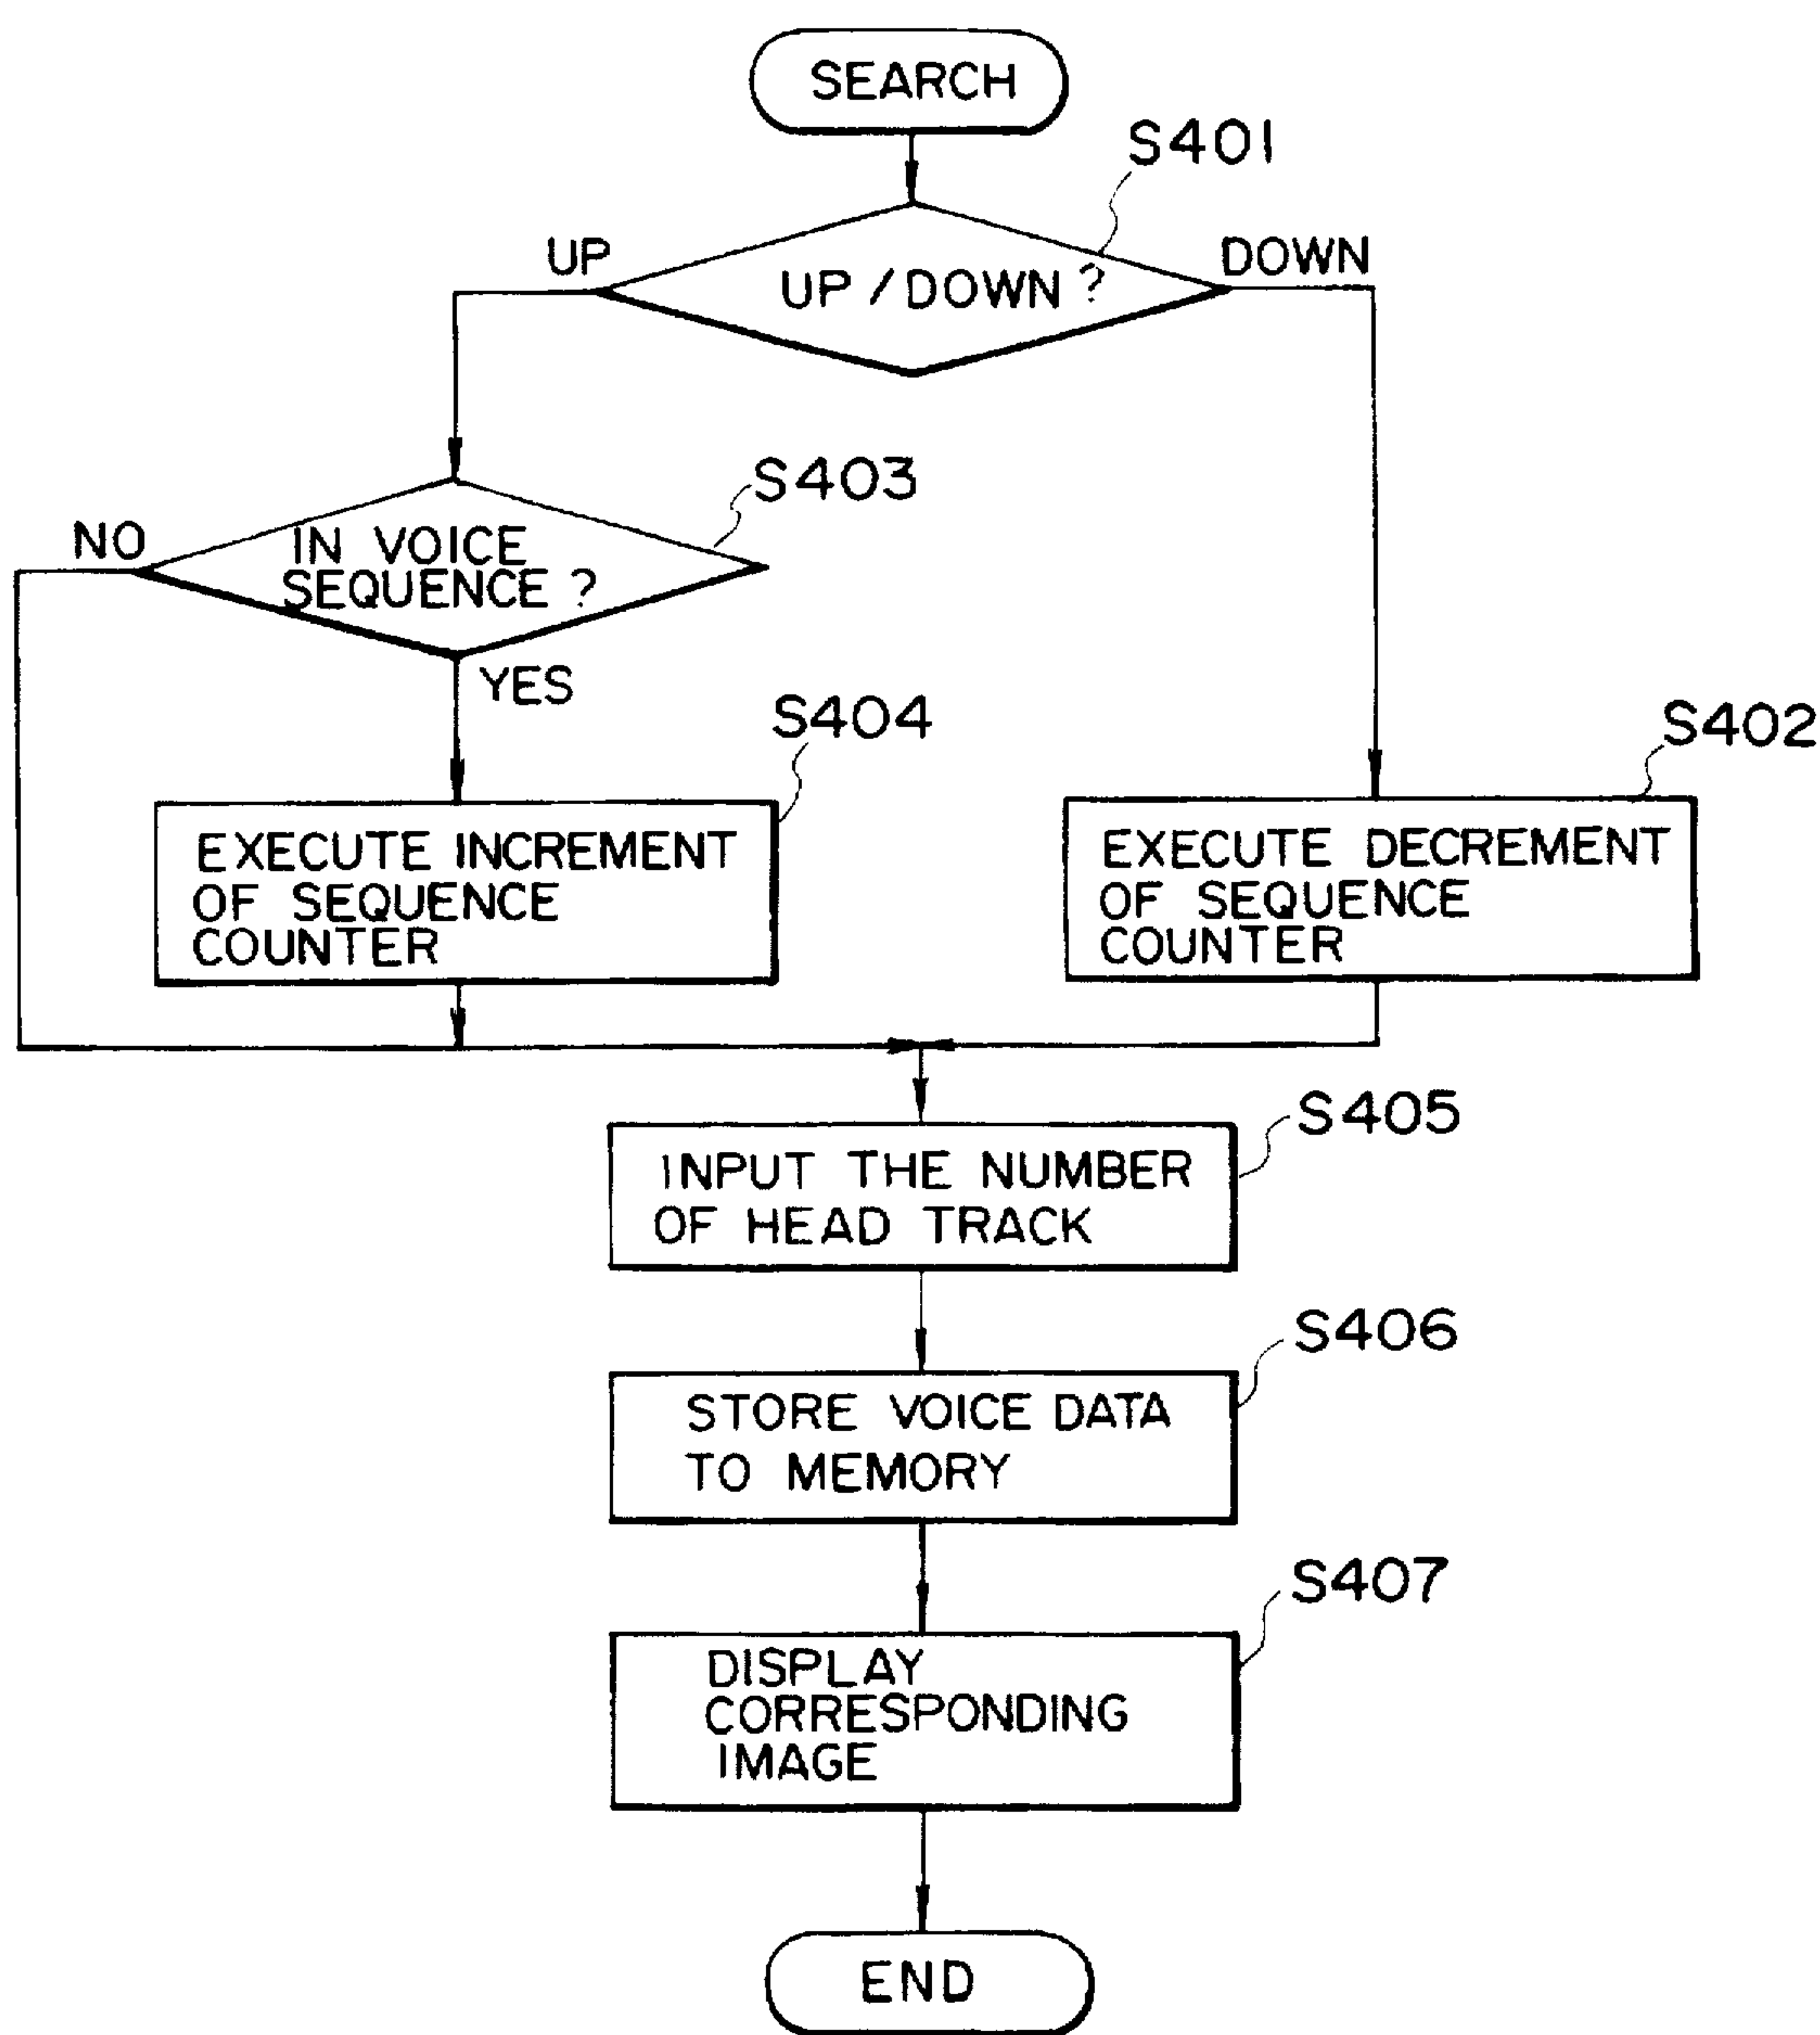 SEARCH
S401
UP
UP/DOWN?
DOWN
S403
NO
IN VOICE
SEQUENCE?
YES
S404
S402
EXECUTE INCREMENT
OF SEQUENCE
COUNTER
EXECUTE DECREMENT
OF SEQUENCE
COUNTER
S405
INPUT THE NUMBER
OF HEAD TRACK
S406
STORE VOICE DATA
TO MEMORY
S407
DISPLAY
CORRESPONDING
IMAGE
END